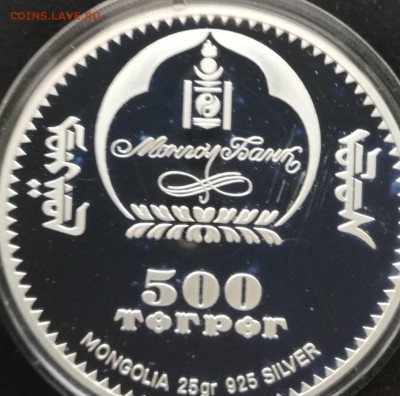 COINS.LAVE.RU
Монгол Банк
500
ТӨГРӨГ
MONGOLIA 25gr 925 SILVER